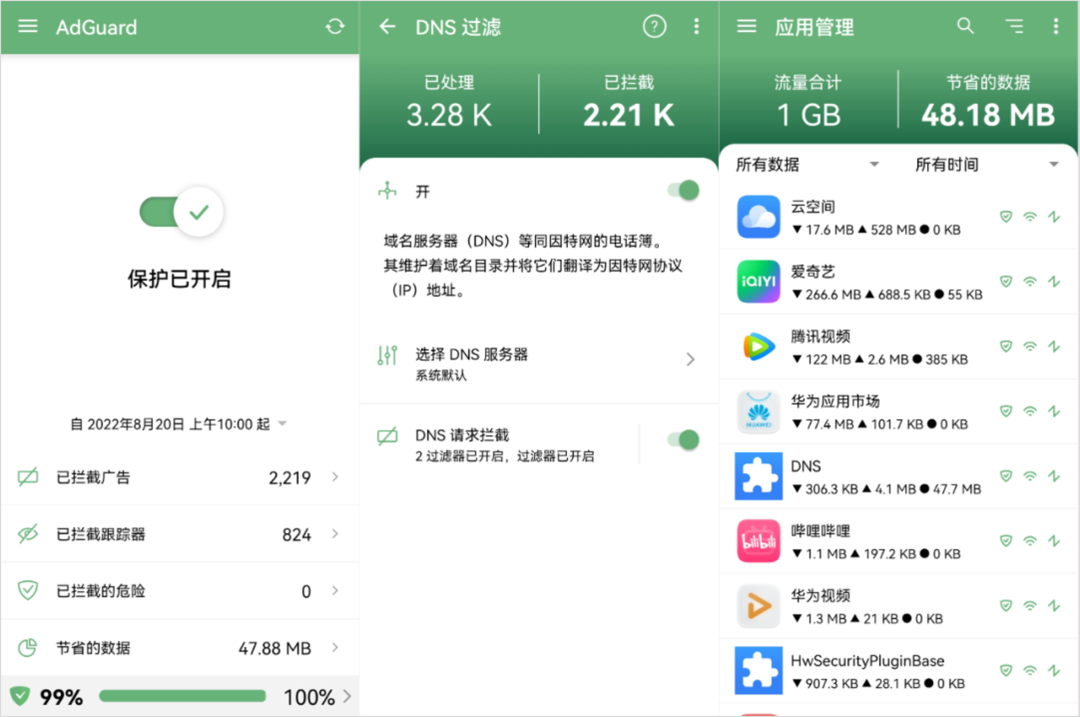 AdGuard
保护已开启
自 2022年8月20日 上午10:00 起
已拦截广告 2,219
已拦截跟踪器 824
已拦截的危险 0
节省的数据 47.88 MB
99% 100%
DNS 过滤
已处理 已拦截
3.28 K 2.21 K
开
域名服务器（DNS）等同因特网的电话簿。
其维护着域名目录并将它们翻译为因特网协议
（IP）地址。
选择 DNS 服务器
系统默认
DNS 请求拦截
2 过滤器已开启，过滤器已开启
应用管理
流量合计 节省的数据
1 GB 48.18 MB
所有数据 所有时间
云空间
▼ 17.6 MB ▲ 528 MB ● 0 KB
iQIYI
爱奇艺
▼ 266.6 MB ▲ 688.5 KB ● 55 KB
腾讯视频
▼ 122 MB ▲ 2.6 MB ● 385 KB
HUAWEI
华为应用市场
▼ 77.4 MB ▲ 101.7 KB ● 0 KB
DNS
▼ 306.3 KB ▲ 4.1 MB ● 47.7 MB
bilibili
哔哩哔哩
▼ 1.1 MB ▲ 197.2 KB ● 0 KB
华为视频
▼ 1.3 MB ▲ 21 KB ● 0 KB
HwSecurityPluginBase
▼ 907.3 KB ▲ 28.1 KB ● 0 KB